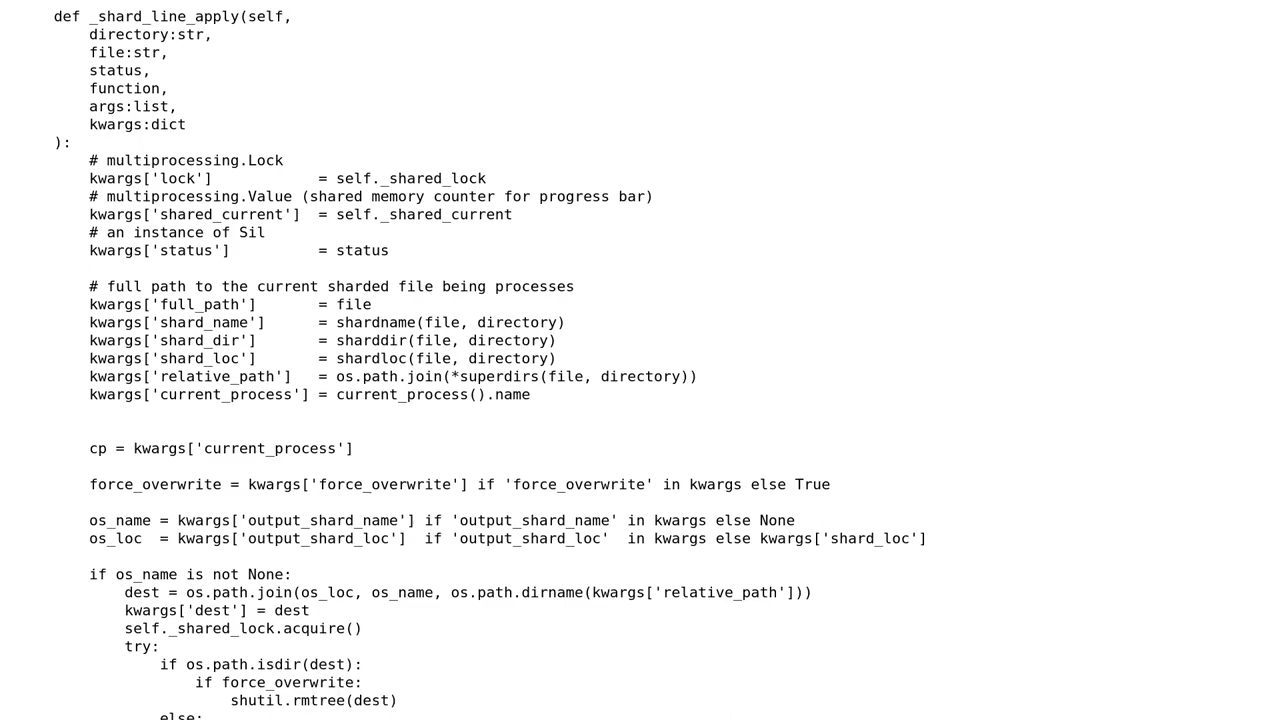 def _shard_line_apply(self,
    directory:str,
    file:str,
    status,
    function,
    args:list,
    kwargs:dict
):
    # multiprocessing.Lock
    kwargs['lock']            = self._shared_lock
    # multiprocessing.Value (shared memory counter for progress bar)
    kwargs['shared_current']  = self._shared_current
    # an instance of Sil
    kwargs['status']          = status

    # full path to the current sharded file being processes
    kwargs['full_path']       = file
    kwargs['shard_name']      = shardname(file, directory)
    kwargs['shard_dir']       = sharddir(file, directory)
    kwargs['shard_loc']       = shardloc(file, directory)
    kwargs['relative_path']   = os.path.join(*superdirs(file, directory))
    kwargs['current_process'] = current_process().name


    cp = kwargs['current_process']

    force_overwrite = kwargs['force_overwrite'] if 'force_overwrite' in kwargs else True

    os_name = kwargs['output_shard_name'] if 'output_shard_name' in kwargs else None
    os_loc  = kwargs['output_shard_loc']  if 'output_shard_loc'  in kwargs else kwargs['shard_loc']

    if os_name is not None:
        dest = os.path.join(os_loc, os_name, os.path.dirname(kwargs['relative_path']))
        kwargs['dest'] = dest
        self._shared_lock.acquire()
        try:
            if os.path.isdir(dest):
                if force_overwrite:
                    shutil.rmtree(dest)
            else: